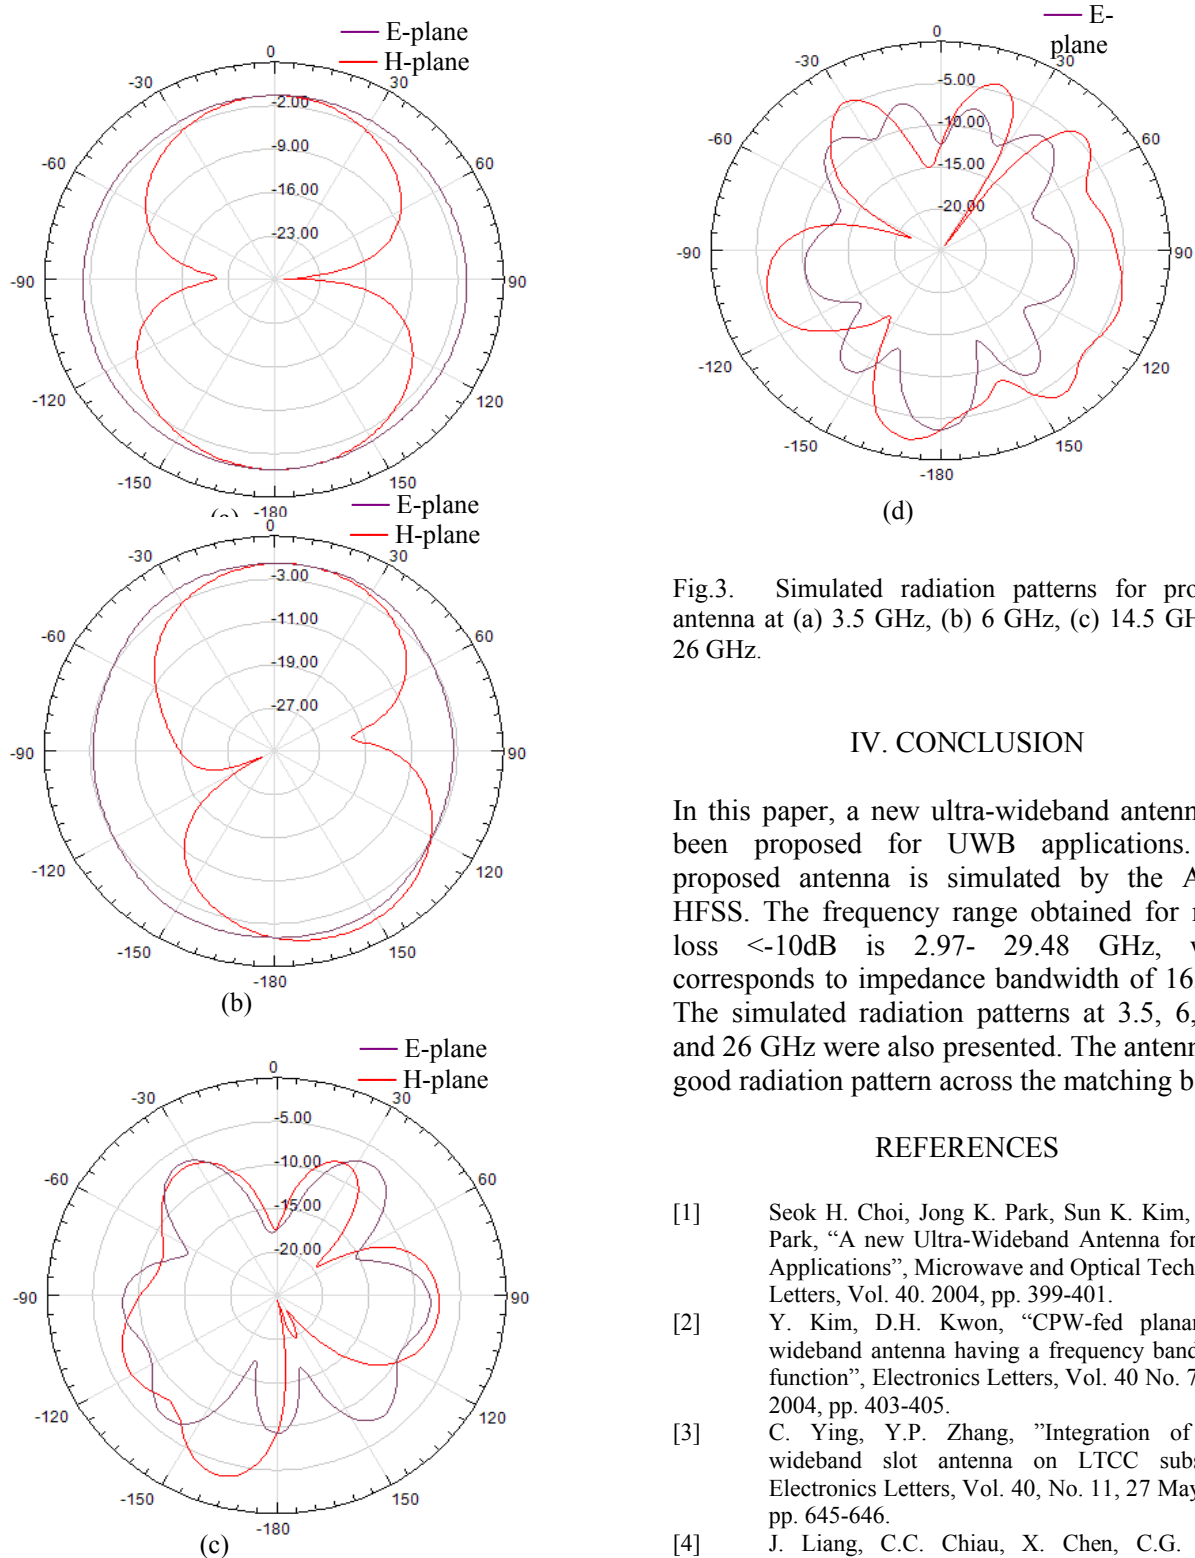 E-plane
H-plane
0
-30
30
-2.00
-9.00
-60
60
-16.00
-23.00
-90
90
-120
120
-150
150
-180
E-plane
H-plane
0
-30
30
-3.00
-11.00
-60
60
-19.00
-27.00
-90
90
-120
120
-150
150
-180
(b)
E-plane
H-plane
0
-30
30
-5.00
-10.00
-60
60
-15.00
-20.00
-90
90
-120
120
-150
150
-180
(c)
E-
plane
0
-30
30
-5.00
-10.00
-60
60
-15.00
-20.00
-90
90
-120
120
-150
150
-180
(d)
Fig.3. Simulated radiation patterns for
antenna at (a) 3.5 GHz, (b) 6 GHz, (c) 14.5
26 GHz.
IV. CONCLUSION
In this paper, a new ultra-wideband
been proposed for UWB applications.
proposed antenna is simulated by the
HFSS. The frequency range obtained for
loss <-10dB is 2.97- 29.48 GHz,
corresponds to impedance bandwidth of
The simulated radiation patterns at 3.5, 6,
and 26 GHz were also presented. The
good radiation pattern across the matching
REFERENCES
[1] Seok H. Choi, Jong K. Park, Sun K. Kim,
Park, “A new Ultra-Wideband Antenna for
Applications”, Microwave and Optical
Letters, Vol. 40. 2004, pp. 399-401.
[2] Y. Kim, D.H. Kwon, “CPW-fed
wideband antenna having a frequency band
function”, Electronics Letters, Vol. 40 No.
2004, pp. 403-405.
[3] C. Ying, Y.P. Zhang, ”Integration of
wideband slot antenna on LTCC
Electronics Letters, Vol. 40, No. 11, 27 May
pp. 645-646.
[4] J. Liang, C.C. Chiau, X. Chen, C.G.